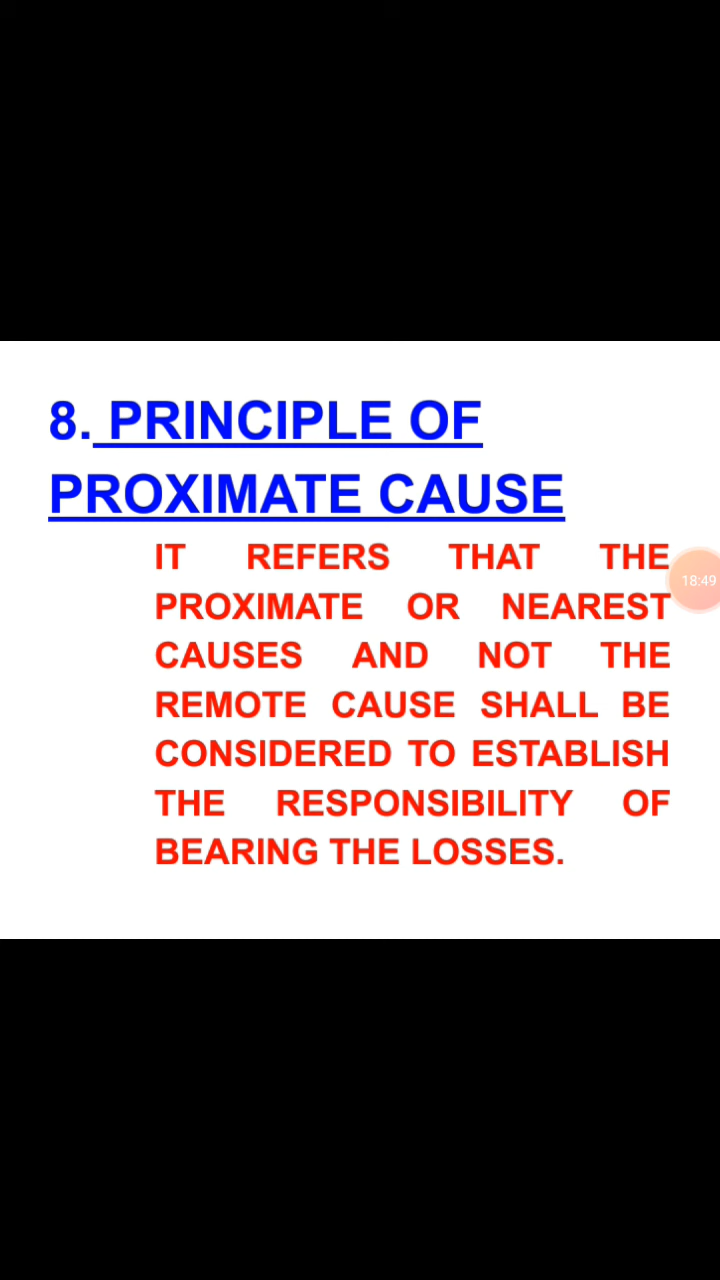 8. PRINCIPLE OF
PROXIMATE CAUSE
IT REFERS THAT THE
PROXIMATE OR NEAREST
CAUSES AND NOT THE
REMOTE CAUSE SHALL BE
CONSIDERED TO ESTABLISH
THE RESPONSIBILITY OF
BEARING THE LOSSES.
18:49